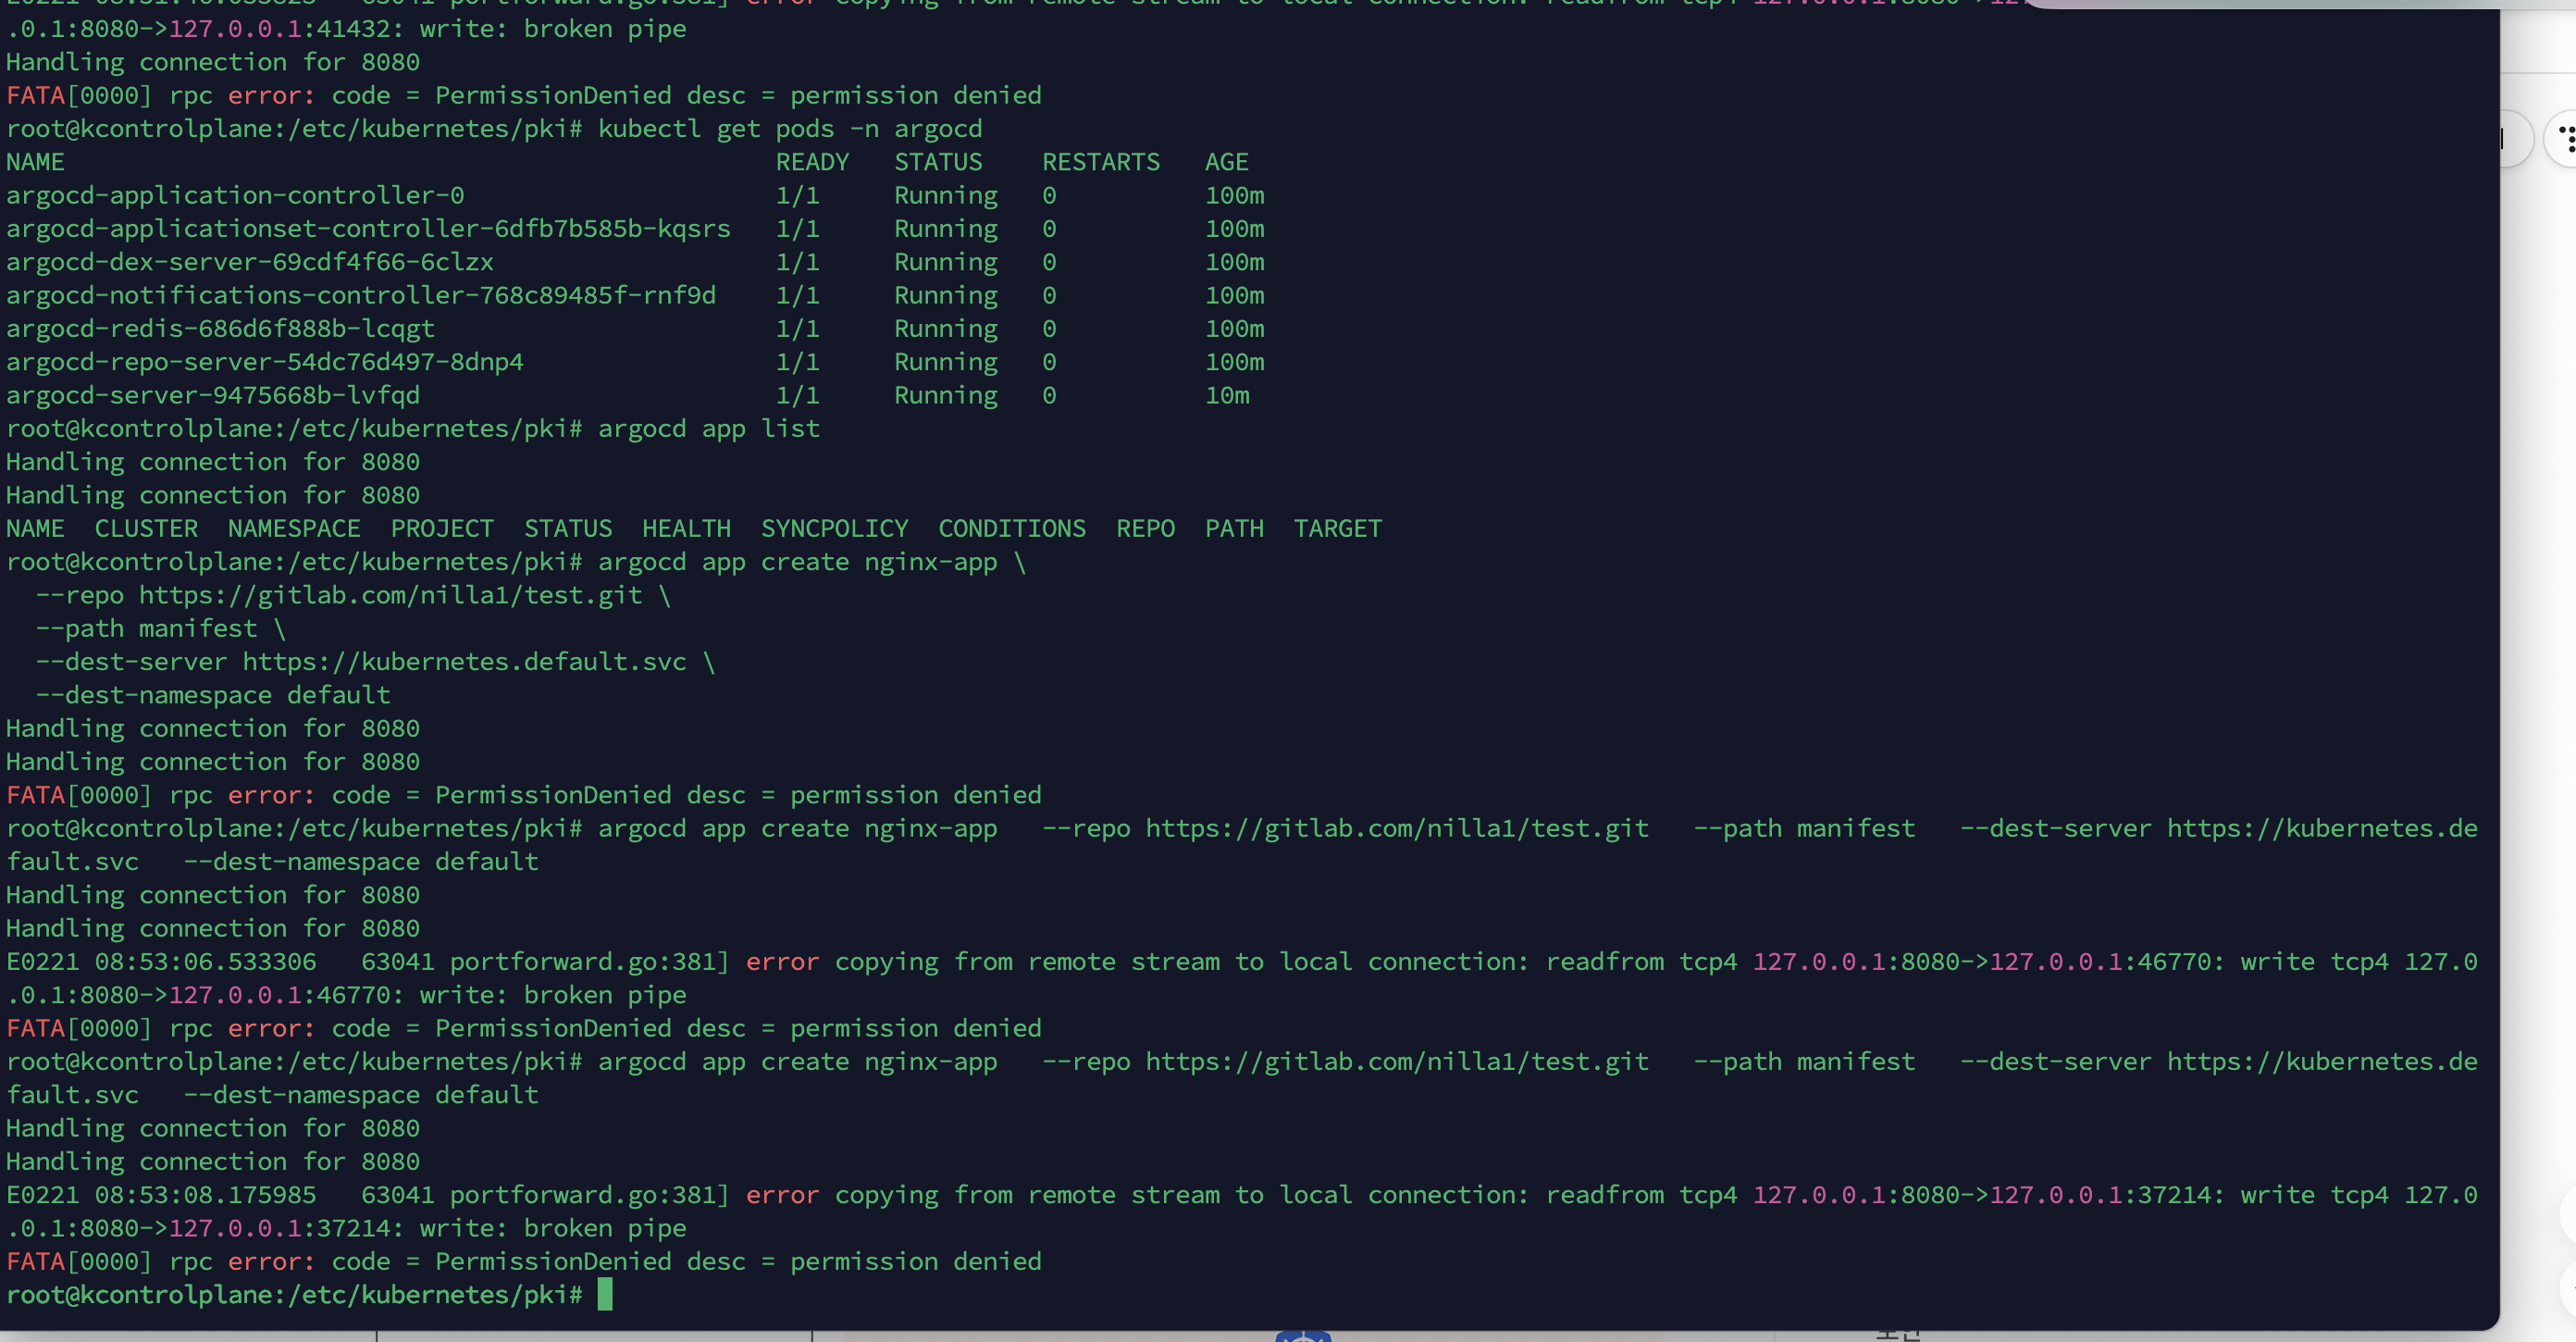 .0.1:8080->127.0.0.1:41432: write: broken pipe
Handling connection for 8080
FATA[0000] rpc error: code = PermissionDenied desc = permission denied
root@kcontrolplane:/etc/kubernetes/pki# kubectl get pods -n argocd
NAME READY STATUS RESTARTS AGE
argocd-application-controller-0 1/1 Running 0 100m
argocd-applicationset-controller-6dfb7b585b-kqsrs 1/1 Running 0 100m
argocd-dex-server-69cdf4f66-6clzx 1/1 Running 0 100m
argocd-notifications-controller-768c89485f-rnf9d 1/1 Running 0 100m
argocd-redis-686d6f888b-lcqgt 1/1 Running 0 100m
argocd-repo-server-54dc76d497-8dnp4 1/1 Running 0 100m
argocd-server-9475668b-lvfqd 1/1 Running 0 10m
root@kcontrolplane:/etc/kubernetes/pki# argocd app list
Handling connection for 8080
Handling connection for 8080
NAME CLUSTER NAMESPACE PROJECT STATUS HEALTH SYNCPOLICY CONDITIONS REPO PATH TARGET
root@kcontrolplane:/etc/kubernetes/pki# argocd app create nginx-app \
--repo https://gitlab.com/nilla1/test.git \
--path manifest \
--dest-server https://kubernetes.default.svc \
--dest-namespace default
Handling connection for 8080
Handling connection for 8080
FATA[0000] rpc error: code = PermissionDenied desc = permission denied
root@kcontrolplane:/etc/kubernetes/pki# argocd app create nginx-app --repo https://gitlab.com/nilla1/test.git --path manifest --dest-server https://kubernetes.de
fault.svc --dest-namespace default
Handling connection for 8080
Handling connection for 8080
E0221 08:53:06.533306 63041 portforward.go:381] error copying from remote stream to local connection: readfrom tcp4 127.0.0.1:8080->127.0.0.1:46770: write tcp4 127.0
.0.1:8080->127.0.0.1:46770: write: broken pipe
FATA[0000] rpc error: code = PermissionDenied desc = permission denied
root@kcontrolplane:/etc/kubernetes/pki# argocd app create nginx-app --repo https://gitlab.com/nilla1/test.git --path manifest --dest-server https://kubernetes.de
fault.svc --dest-namespace default
Handling connection for 8080
Handling connection for 8080
E0221 08:53:08.175985 63041 portforward.go:381] error copying from remote stream to local connection: readfrom tcp4 127.0.0.1:8080->127.0.0.1:37214: write tcp4 127.0
.0.1:8080->127.0.0.1:37214: write: broken pipe
FATA[0000] rpc error: code = PermissionDenied desc = permission denied
root@kcontrolplane:/etc/kubernetes/pki#